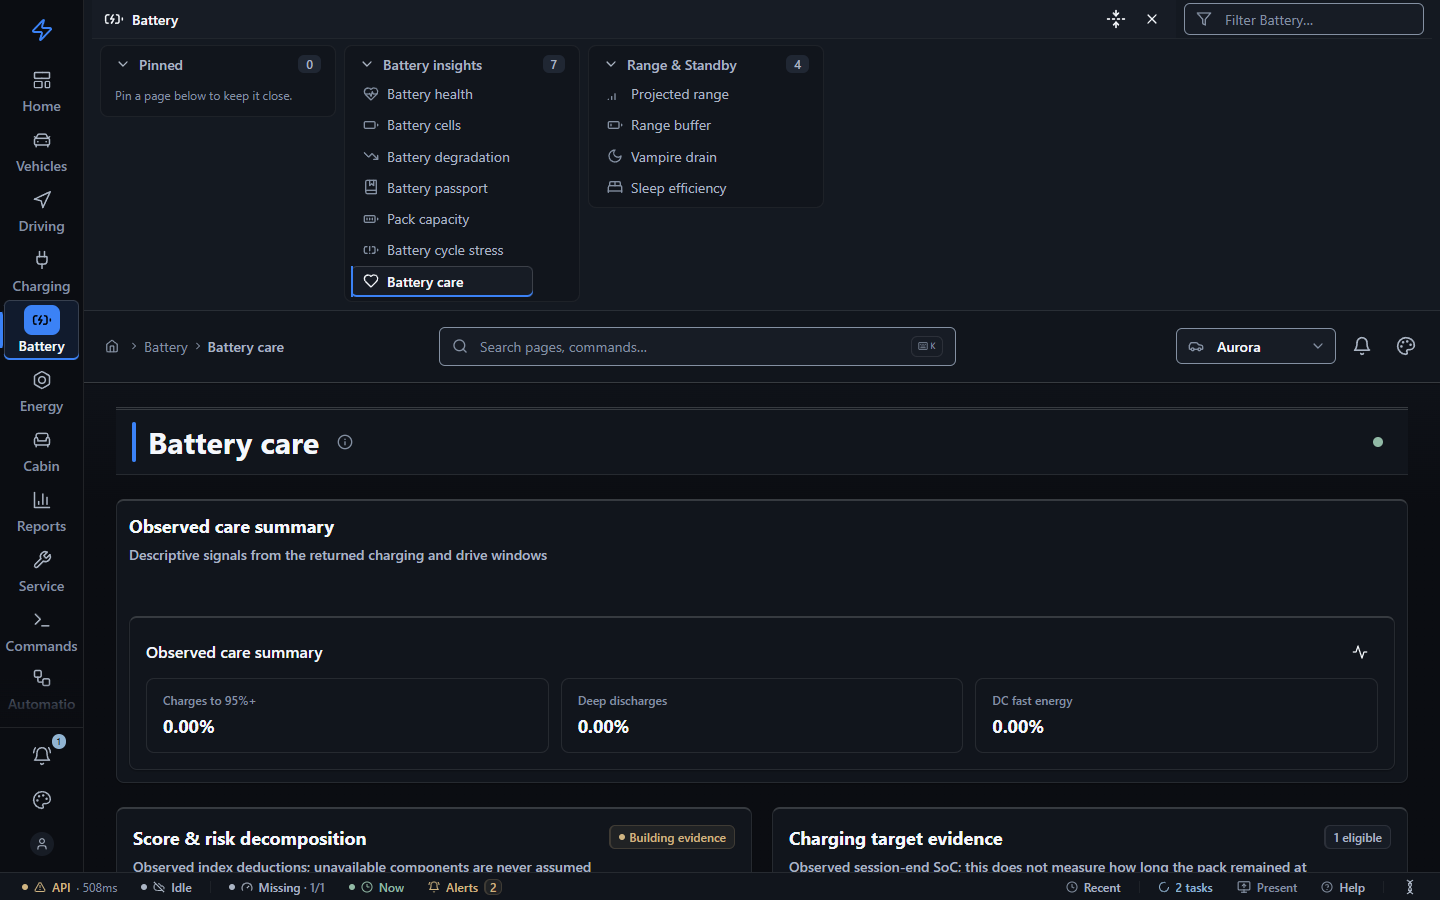 Battery
Filter Battery...
Pinned 0
Pin a page below to keep it close.
Battery insights 7
Battery health
Battery cells
Battery degradation
Battery passport
Pack capacity
Battery cycle stress
Battery care
Range & Standby 4
Projected range
Range buffer
Vampire drain
Sleep efficiency
Home
Vehicles
Driving
Charging
Battery
Energy
Cabin
Reports
Service
Commands
Automatio
1
Battery
Battery care
Search pages, commands...
K
Aurora
Battery care
Observed care summary
Descriptive signals from the returned charging and drive windows
Observed care summary
Charges to 95%+
0.00%
Deep discharges
0.00%
DC fast energy
0.00%
Score & risk decomposition
Building evidence
Observed index deductions; unavailable components are never assumed
Charging target evidence
1 eligible
Observed session-end SoC; this does not measure how long the pack remained at
API · 508ms
Idle
Missing · 1/1
Now
Alerts 2
Recent
2 tasks
Present
Help